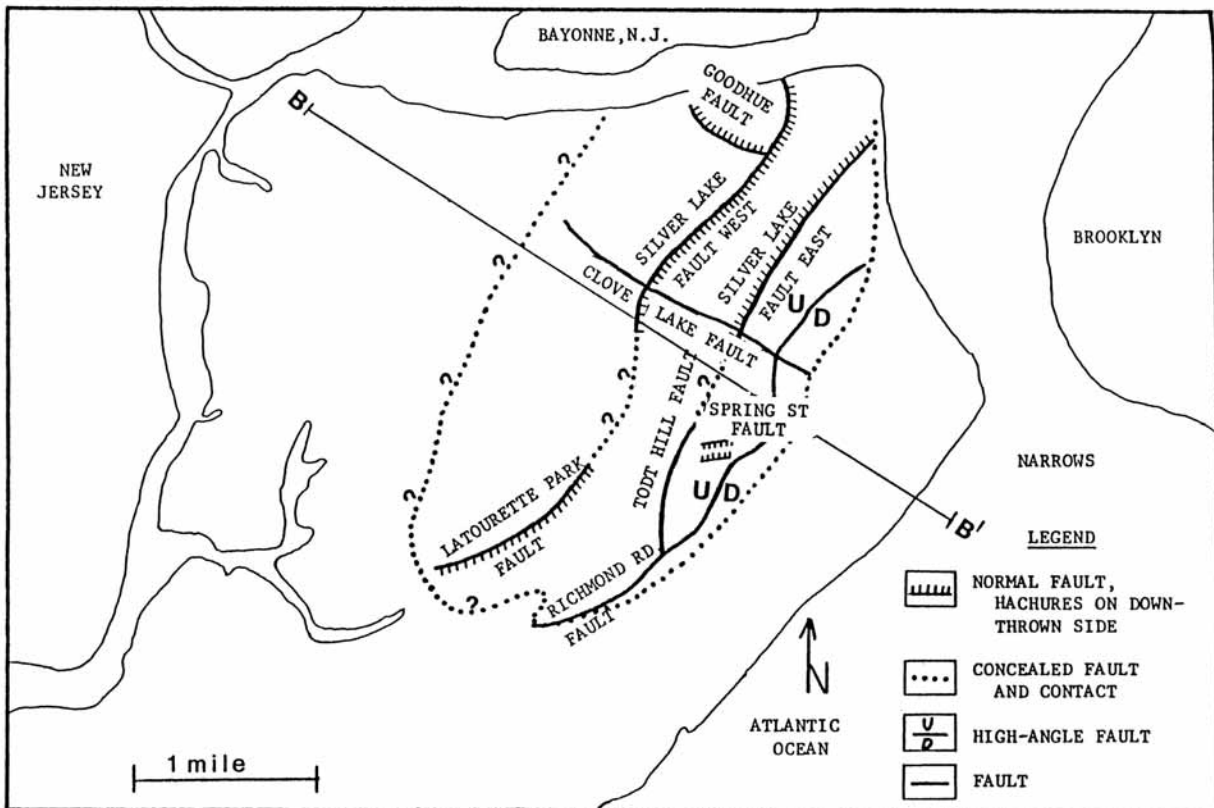 BAYONNE, N.J.
GOODHUE
FAULT
B
NEW
JERSEY
BROOKLYN
SILVER LAKE
FAULT WEST
SILVER LAKE
FAULT EAST
CLOVE
LAKE FAULT
U
D
TODT HILL FAULT
SPRING ST
FAULT
U
D
LATOURETTE PARK
FAULT
RICHMOND RD
FAULT
?
?
?
?
?
?
?
?
NARROWS
B'
N
ATLANTIC
OCEAN
1 mile
LEGEND
NORMAL FAULT,
HACHURES ON DOWN-
THROWN SIDE
CONCEALED FAULT
AND CONTACT
U
D
HIGH-ANGLE FAULT
FAULT